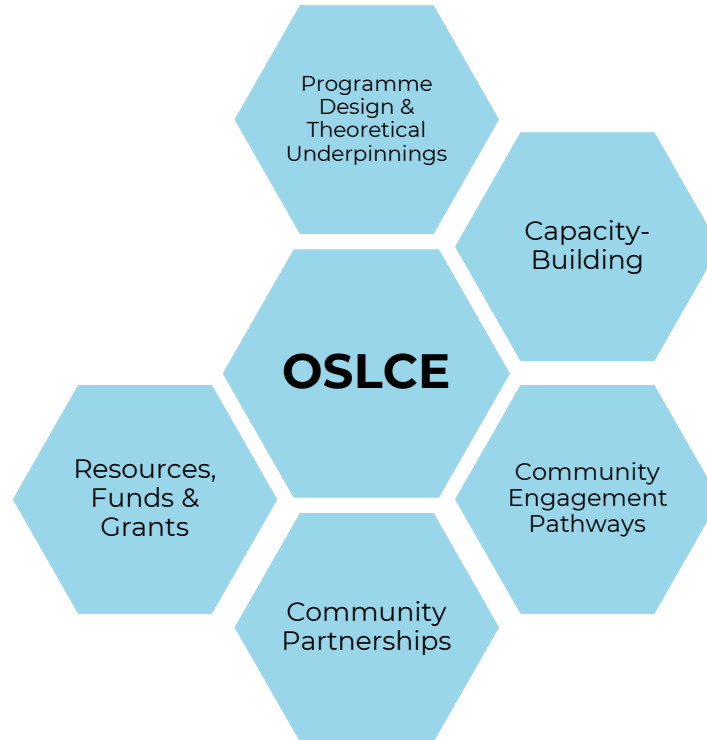 Programme
Design &
Theoretical
Underpinnings
Capacity-
Building
OSLCE
Resources,
Funds &
Grants
Community
Engagement
Pathways
Community
Partnerships